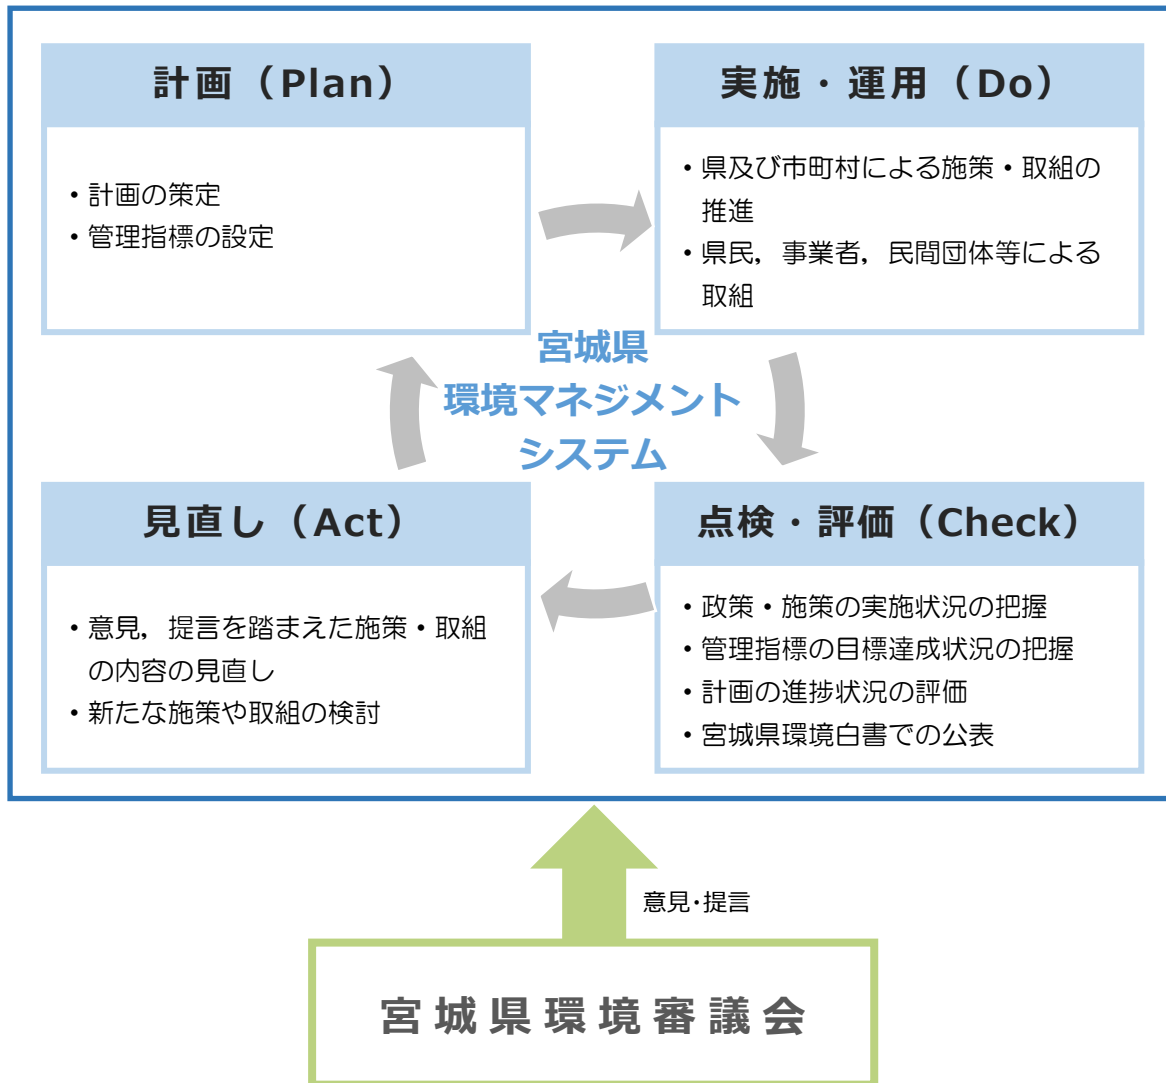 計画（Plan）
・計画の策定
・管理指標の設定
実施・運用（Do）
・県及び市町村による施策・取組の
推進
・県民，事業者，民間団体等による
取組
宮城県
環境マネジメント
システム
見直し（Act）
・意見，提言を踏まえた施策・取組
の内容の見直し
・新たな施策や取組の検討
点検・評価（Check）
・政策・施策の実施状況の把握
・管理指標の目標達成状況の把握
・計画の進捗状況の評価
・宮城県環境白書での公表
意見・提言
宮城県環境審議会